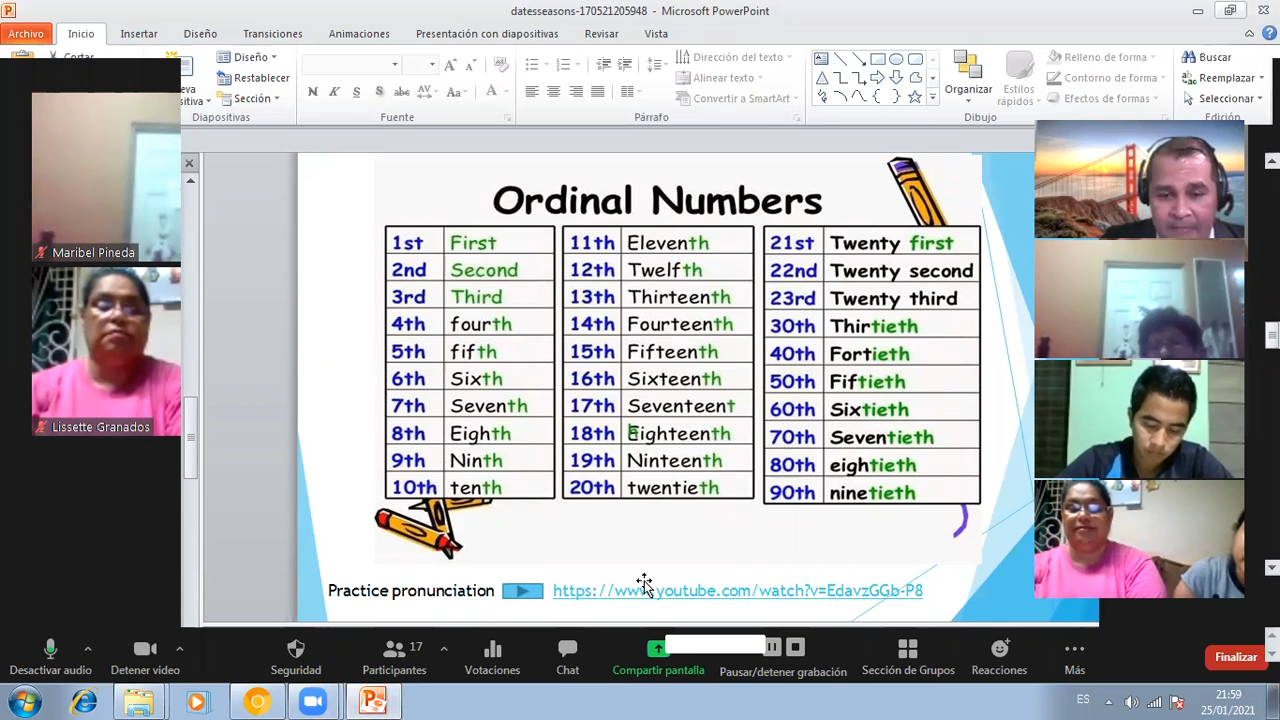 datesseasons-170521205948 - Microsoft PowerPoint
Archivo Inicio Insertar Diseño Transiciones Animaciones Presentación con diapositivas Revisar Vista
Cortar
Diseño
Restablecer
Sección
Diapositivas
N K S S abc AV Aa A
Fuente
Párrafo
Dirección del texto
Alinear texto
Convertir a SmartArt
Organizar
Estilos
rápidos
Relleno de forma
Contorno de forma
Efectos de formas
Dibujo
Buscar
Reemplazar
Seleccionar
Edición
Maribel Pineda
Lissette Granados
Ordinal Numbers
1st First
2nd Second
3rd Third
4th fourth
5th fifth
6th Sixth
7th Seventh
8th Eighth
9th Ninth
10th tenth
11th Eleventh
12th Twelfth
13th Thirteenth
14th Fourteenth
15th Fifteenth
16th Sixteenth
17th Seventeent
18th Eighteenth
19th Ninteenth
20th twentieth
21st Twenty first
22nd Twenty second
23rd Twenty third
30th Thirtieth
40th Fortieth
50th Fiftieth
60th Sixtieth
70th Seventieth
80th eightieth
90th ninetieth
Practice pronunciation https://www.youtube.com/watch?v=EdavzGGb-P8
Desactivar audio
Detener video
Seguridad
17
Participantes
Votaciones
Chat
Compartir pantalla
Pausar/detener grabación
Sección de Grupos
Reacciones
Más
Finalizar
ES
21:59
25/01/2021